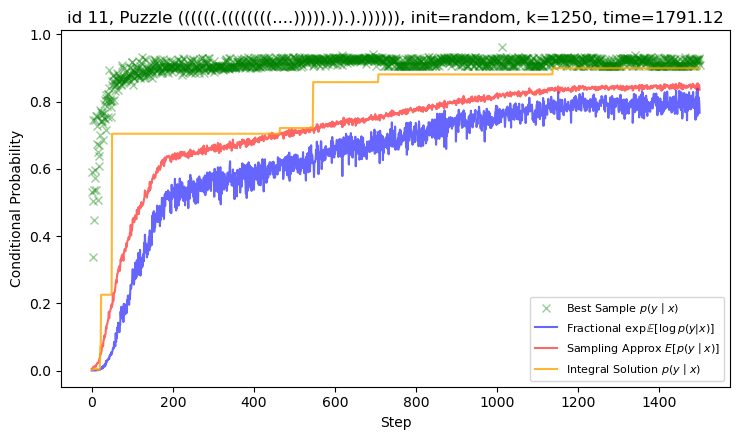 id 11, Puzzle ((((((.((((((((....))))).)).).)))))), init=random, k=1250, time=1791.12
1.0
0.8
0.6
0.4
0.2
0.0
Conditional Probability
0
200
400
600
800
1000
1200
1400
Step
Best Sample p(y | x)
Fractional exp 𝔼[log p(y|x)]
Sampling Approx E[p(y | x)]
Integral Solution p(y | x)